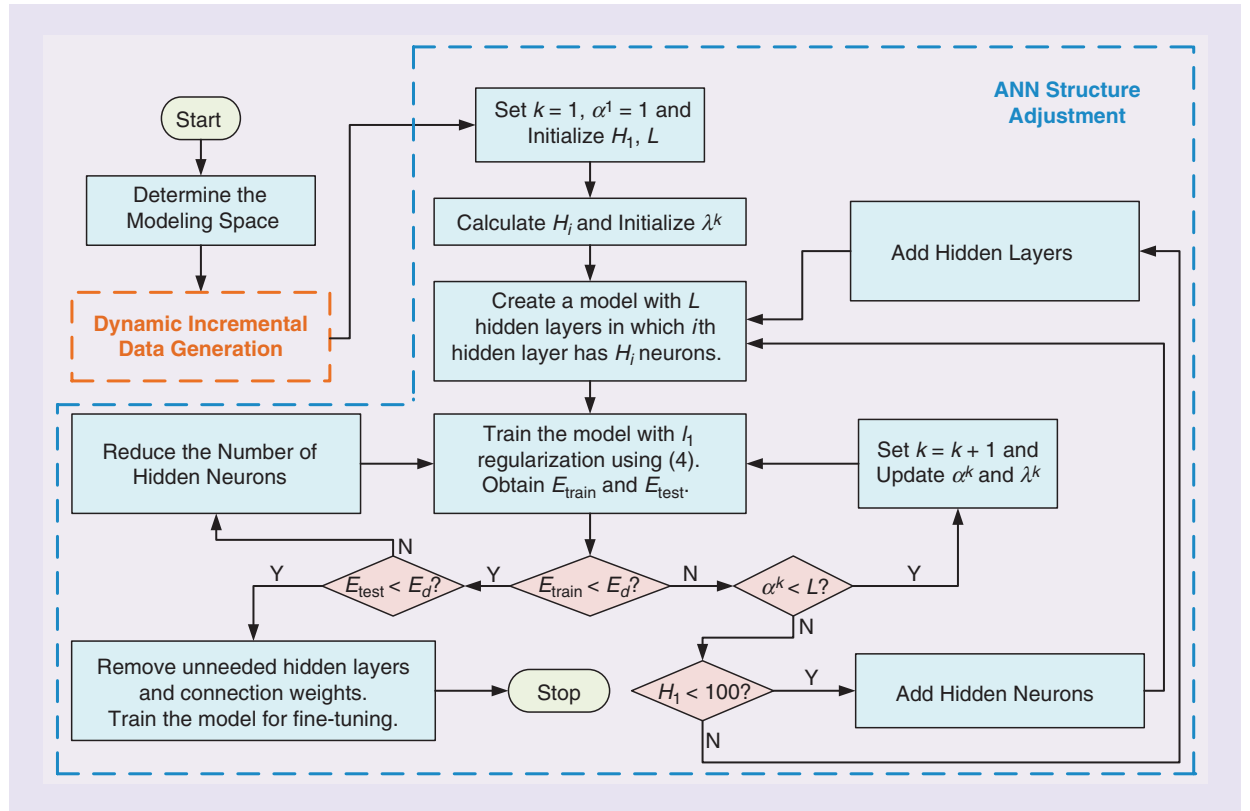 ANN Structure
Adjustment
Start
Determine the
Modeling Space
Dynamic Incremental
Data Generation
Set k = 1, α¹ = 1 and
Initialize H₁, L
Calculate Hᵢ and Initialize λᵏ
Create a model with L
hidden layers in which ith
hidden layer has Hᵢ neurons.
Add Hidden Layers
Reduce the Number of
Hidden Neurons
Train the model with l₁
regularization using (4).
Obtain E_train and E_test.
Set k = k + 1 and
Update αᵏ and λᵏ
N
Y
E_test < E_d?
Y
E_train < E_d?
N
αᵏ < L?
Y
N
Remove unneeded hidden layers
and connection weights.
Train the model for fine-tuning.
Stop
H₁ < 100?
Y
Add Hidden Neurons
N